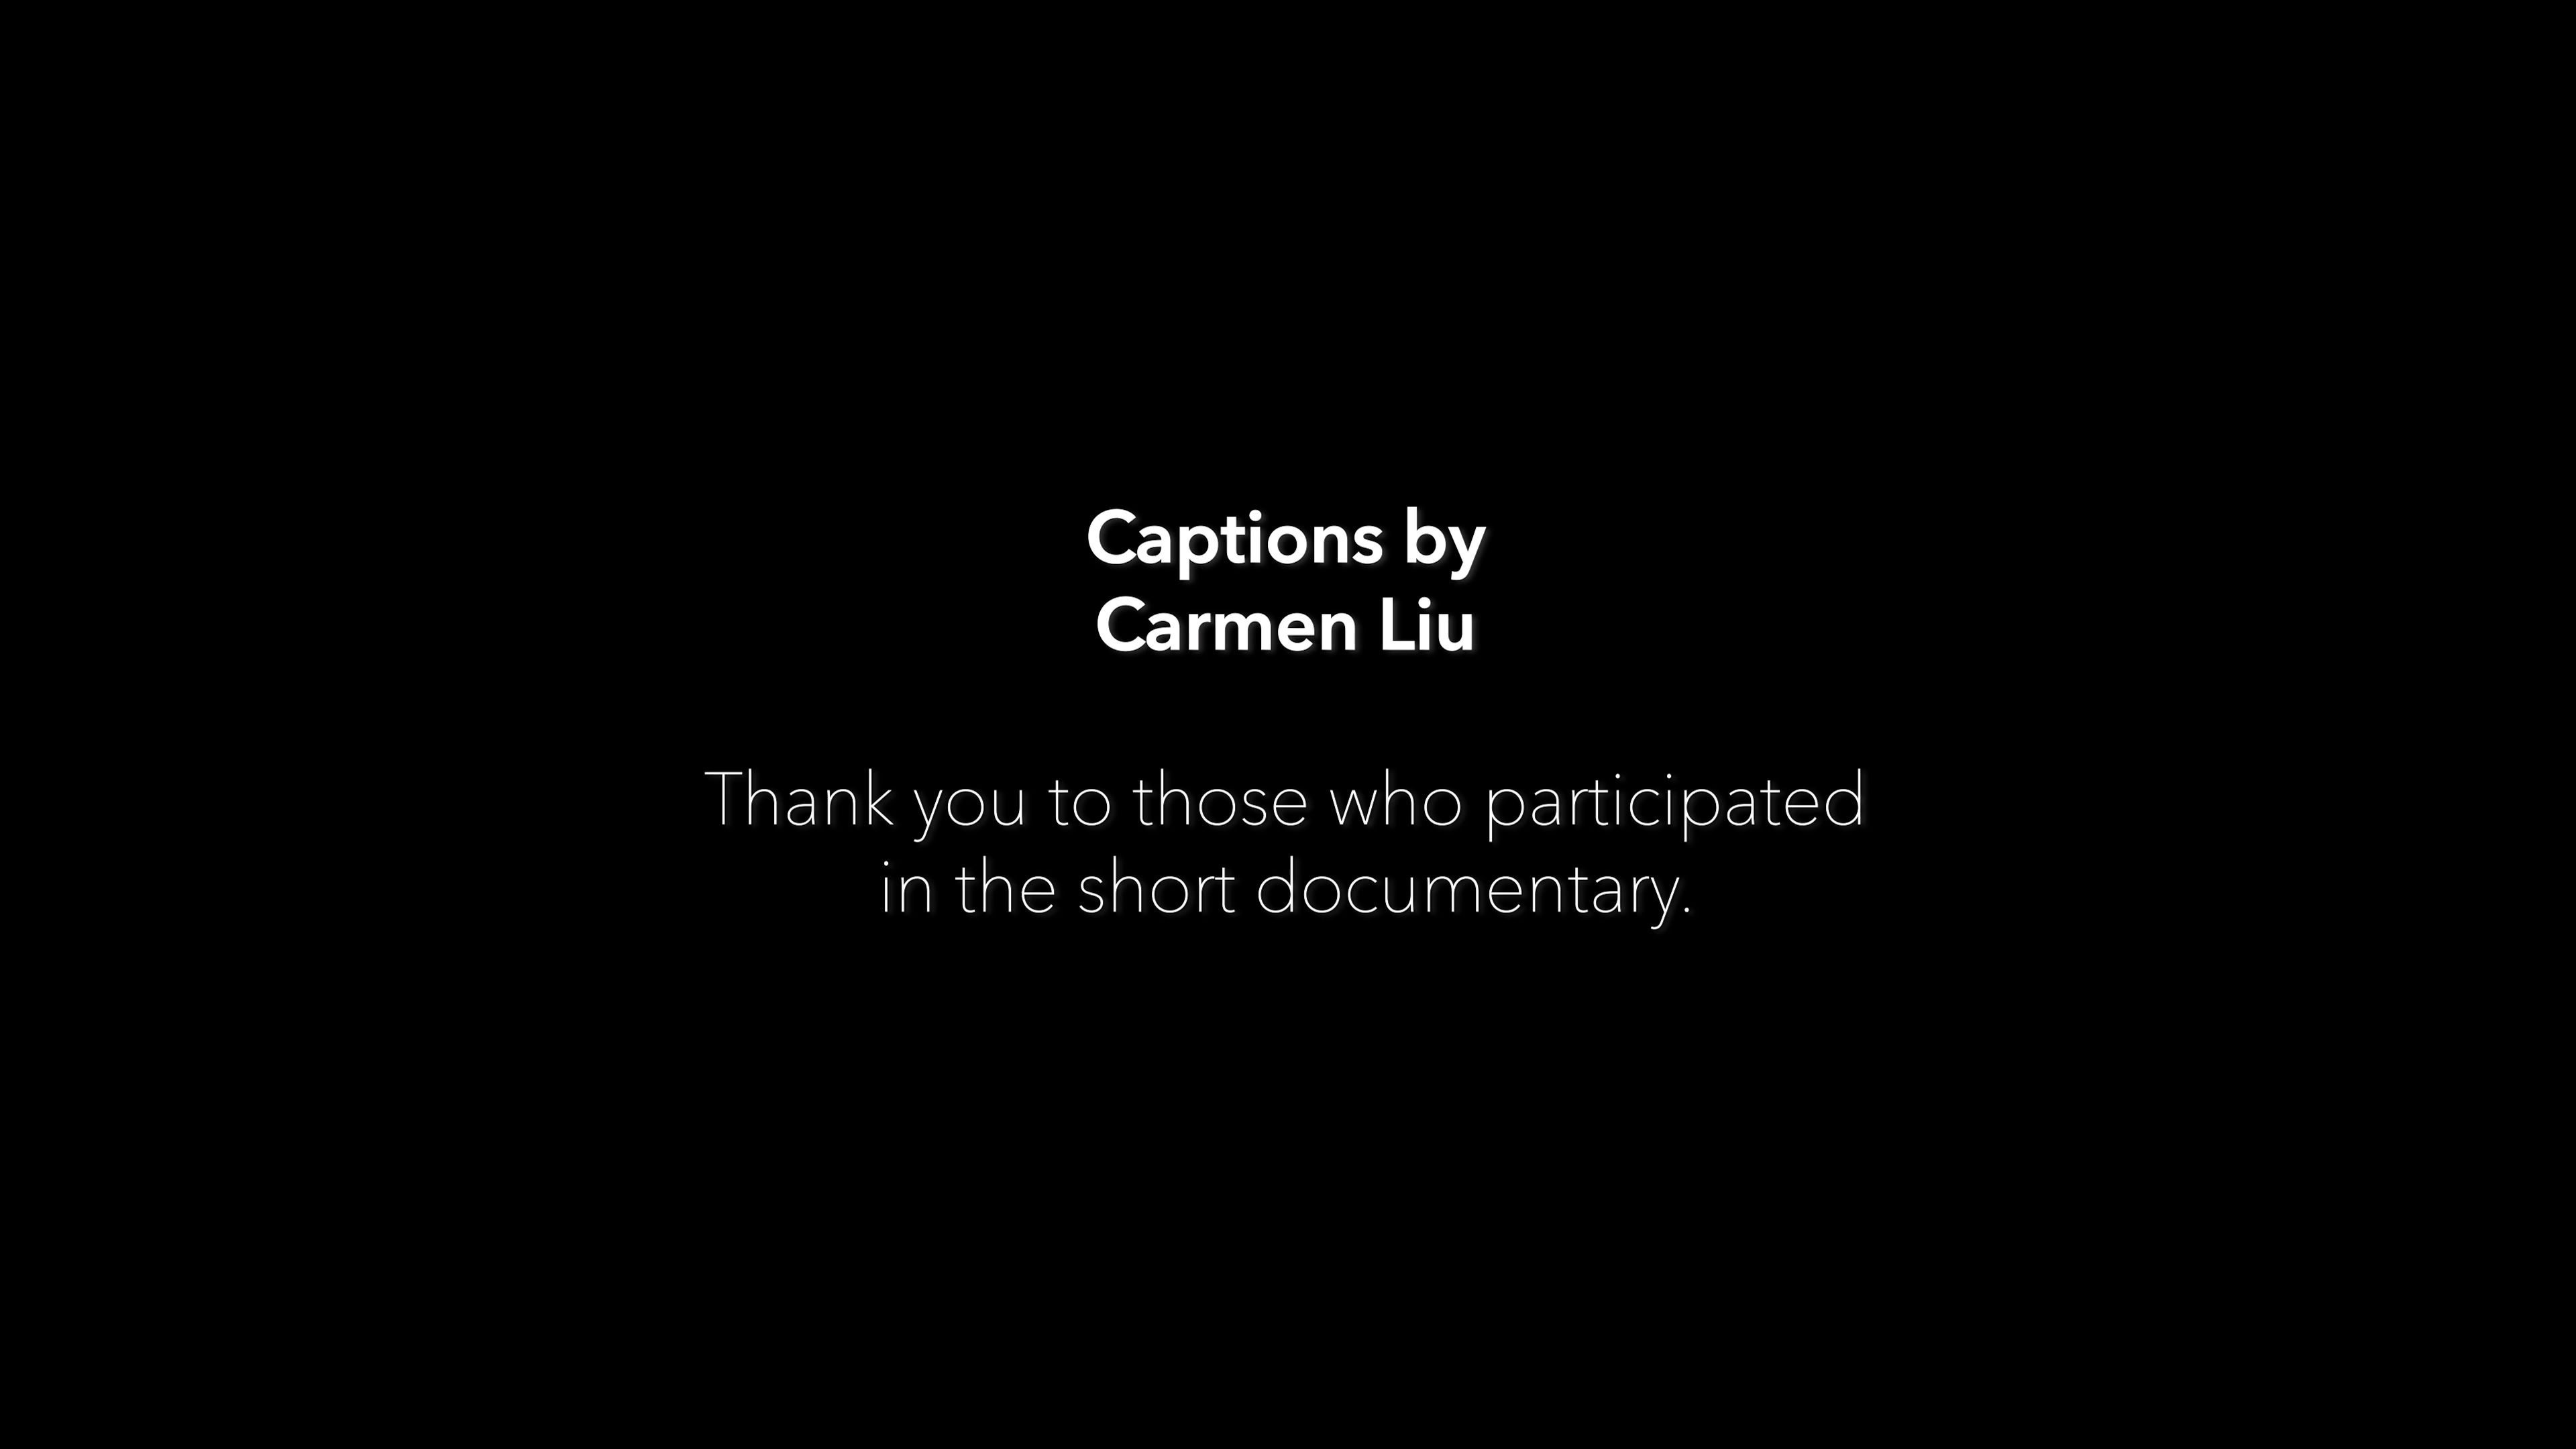 Captions by
Carmen Liu
Thank you to those who participated
in the short documentary.